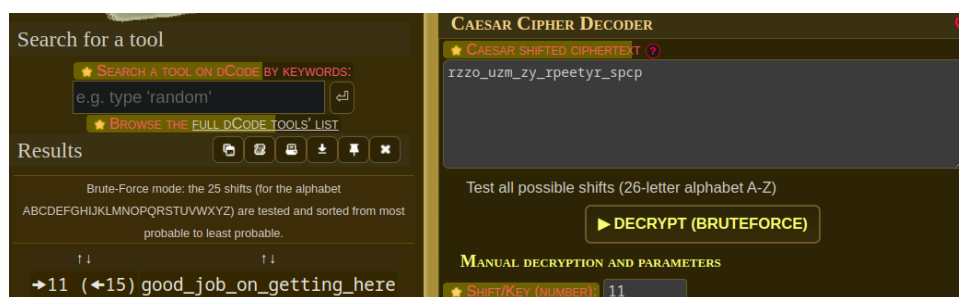 Search for a tool
★ SEARCH A TOOL ON DCODE BY KEYWORDS:
e.g. type 'random'
★ BROWSE THE FULL DCODE TOOLS' LIST
Results
Brute-Force mode: the 25 shifts (for the alphabet
ABCDEFGHIJKLMNOPQRSTUVWXYZ) are tested and sorted from most
probable to least probable.
↑↓ ↑↓
➜11 (🠔15) good_job_on_getting_here
CAESAR CIPHER DECODER
★ CAESAR SHIFTED CIPHERTEXT ?
rzzo_uzm_zy_rpeetyr_spcp
Test all possible shifts (26-letter alphabet A-Z)
▶ DECRYPT (BRUTEFORCE)
MANUAL DECRYPTION AND PARAMETERS
★ SHIFT/KEY (NUMBER): 11